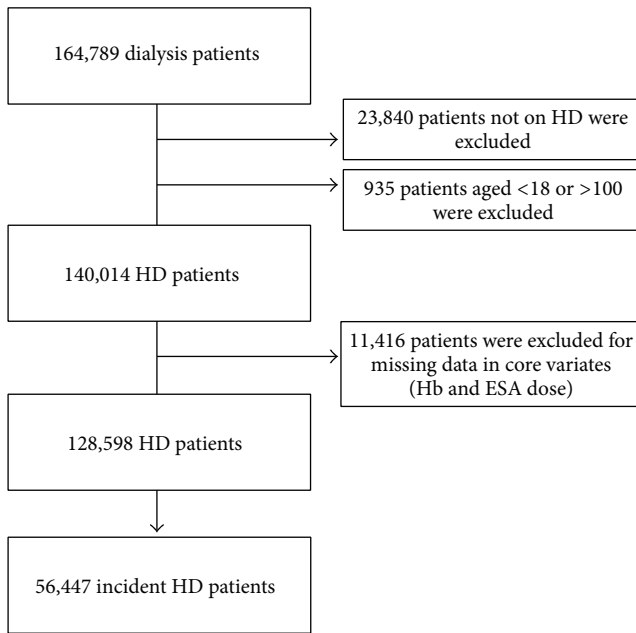 164,789 dialysis patients
23,840 patients not on HD were
excluded
935 patients aged <18 or >100
were excluded
140,014 HD patients
11,416 patients were excluded for
missing data in core variates
(Hb and ESA dose)
128,598 HD patients
56,447 incident HD patients